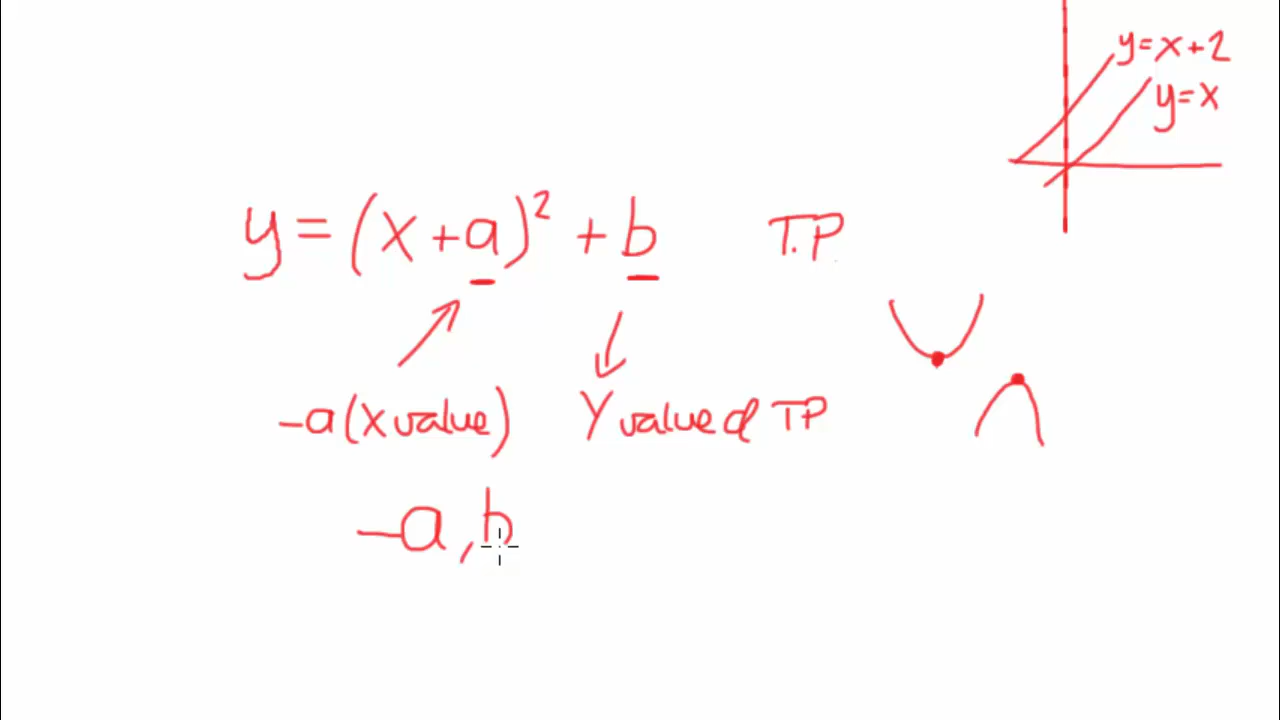 y=x+2
y=x
y=(x+a)²+b T.P
-a(x value) Y value of TP
-a,b